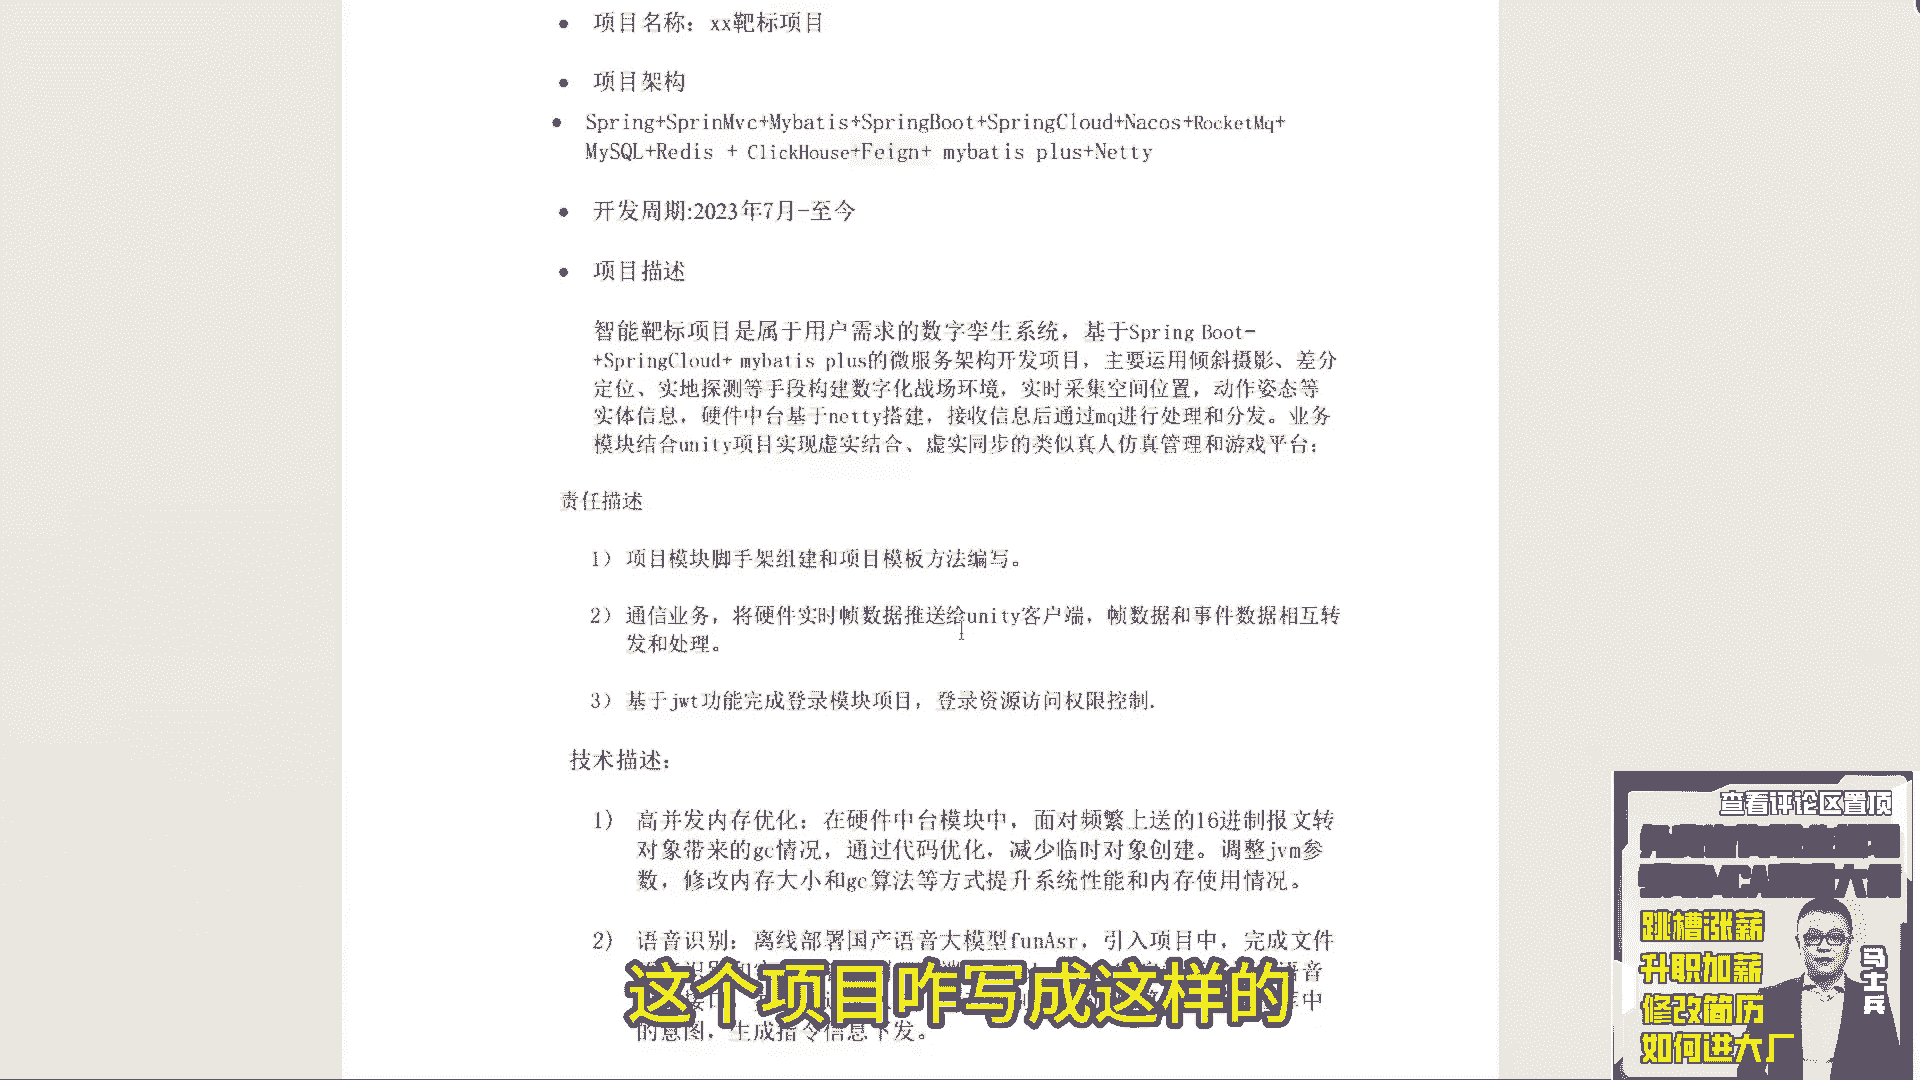 项目名称：xx靶标项目
项目架构
Spring+SprinMvc+Mybatis+SpringBoot+SpringCloud+Nacos+RocketMq+
MySQL+Redis + ClickHouse+Feign+ mybatis plus+Netty
开发周期:2023年7月-至今
项目描述
智能靶标项目是属于用户需求的数字孪生系统，基于Spring Boot-
+SpringCloud+ mybatis plus的微服务架构开发项目，主要运用倾斜摄影、差分
定位、实地探测等手段构建数字化战场环境，实时采集空间位置，动作姿态等
实体信息，硬件中台基于netty搭建，接收信息后通过mq进行处理和分发。业务
模块结合unity项目实现虚实结合、虚实同步的类似真人仿真管理和游戏平台；
责任描述
1） 项目模块脚手架组建和项目模板方法编写。
2） 通信业务，将硬件实时帧数据推送给unity客户端，帧数据和事件数据相互转
发和处理。
3） 基于jwt功能完成登录模块项目，登录资源访问权限控制.
技术描述：
1） 高并发内存优化：在硬件中台模块中，面对频繁上送的16进制报文转
对象带来的gc情况，通过代码优化，减少临时对象创建。调整jvm参
数，修改内存大小和gc算法等方式提升系统性能和内存使用情况。
2） 语音识别：离线部署国产语音大模型funAsr，引入项目中，完成文件
语音
库中
的意图，生成指令信息下发。
这个项目咋写成这样的
查看评论区置顶
跳槽涨薪
升职加薪
修改简历
如何进大厂
马士兵